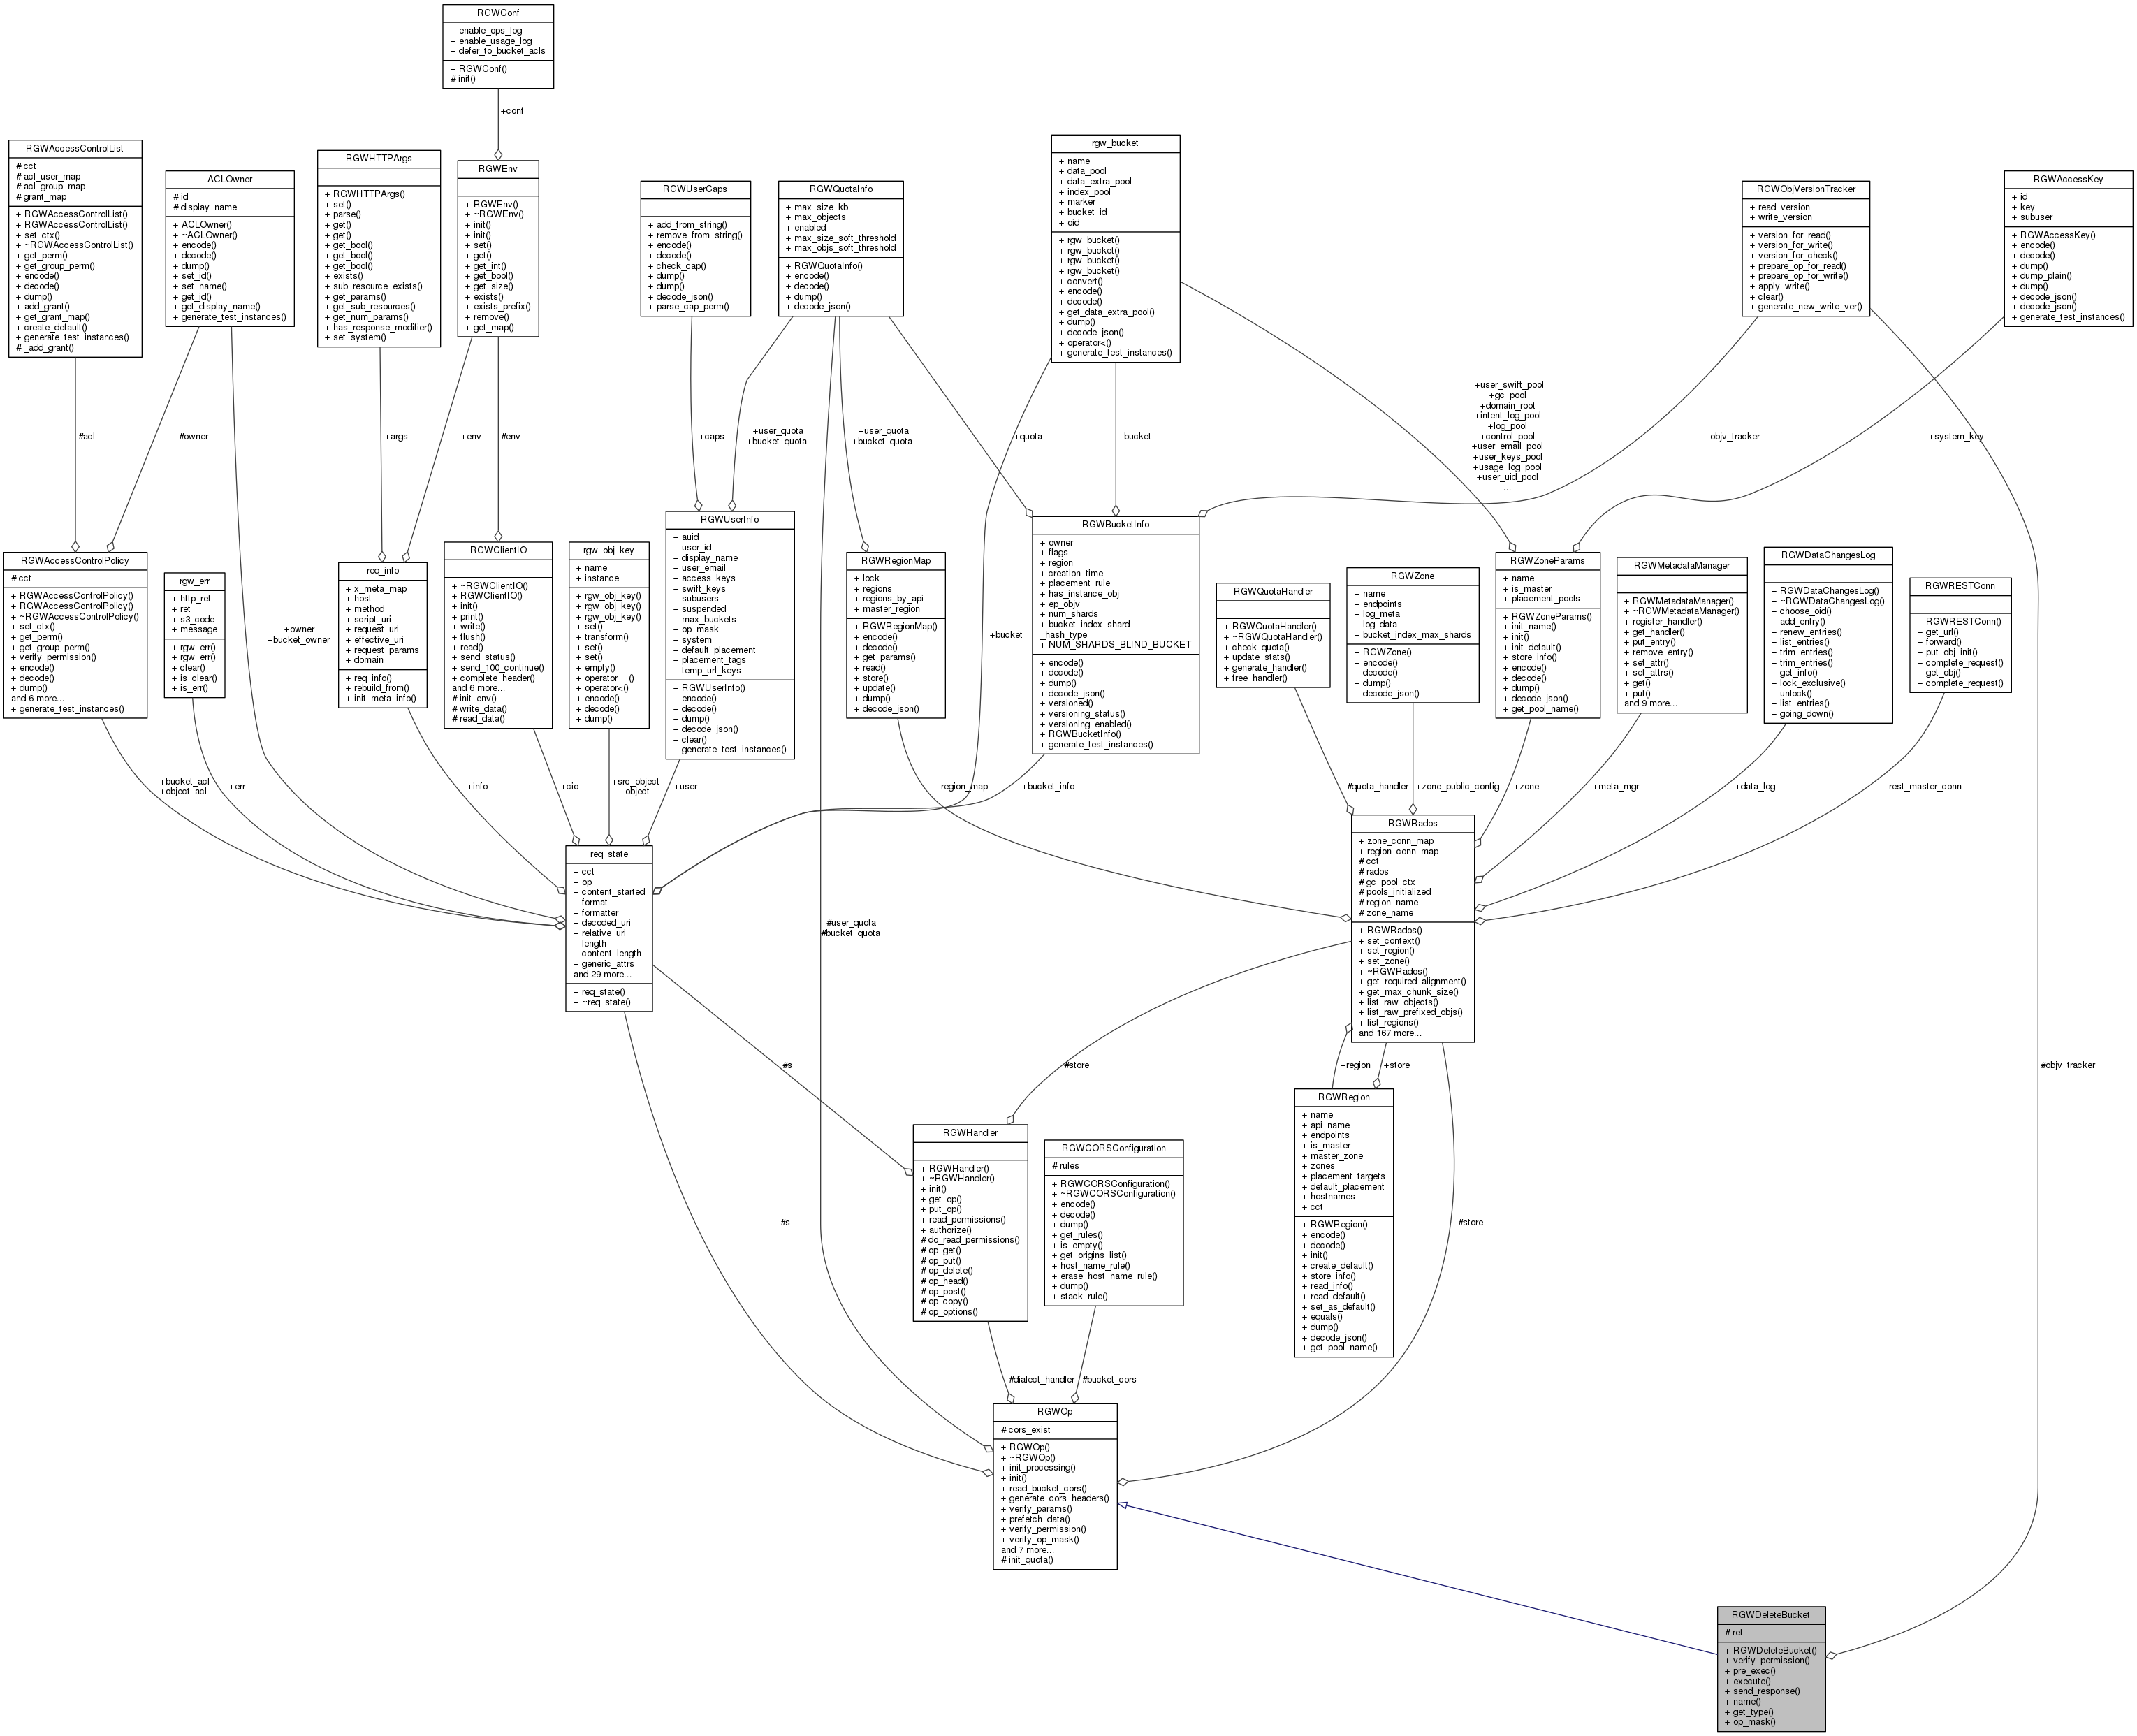 RGWConf
+ enable_ops_log
+ enable_usage_log
+ defer_to_bucket_acls
+ RGWConf()
# init()
+conf
RGWAccessControlList
# cct
# acl_user_map
# acl_group_map
# grant_map
+ RGWAccessControlList()
+ RGWAccessControlList()
+ set_ctx()
+ ~RGWAccessControlList()
+ get_perm()
+ get_group_perm()
+ encode()
+ decode()
+ dump()
+ add_grant()
+ get_grant_map()
+ create_default()
+ generate_test_instances()
# _add_grant()
ACLOwner
# id
# display_name
+ ACLOwner()
+ ~ACLOwner()
+ encode()
+ decode()
+ dump()
+ set_id()
+ set_name()
+ get_id()
+ get_display_name()
+ generate_test_instances()
RGWHTTPArgs
+ RGWHTTPArgs()
+ set()
+ parse()
+ get()
+ get()
+ get_bool()
+ get_bool()
+ get_bool()
+ exists()
+ sub_resource_exists()
+ get_params()
+ get_sub_resources()
+ get_num_params()
+ has_response_modifier()
+ set_system()
RGWEnv
+ RGWEnv()
+ ~RGWEnv()
+ init()
+ init()
+ set()
+ get()
+ get_int()
+ get_bool()
+ get_size()
+ exists()
+ exists_prefix()
+ remove()
+ get_map()
RGWUserCaps
+ add_from_string()
+ remove_from_string()
+ encode()
+ decode()
+ check_cap()
+ dump()
+ dump()
+ decode_json()
+ parse_cap_perm()
RGWQuotaInfo
+ max_size_kb
+ max_objects
+ enabled
+ max_size_soft_threshold
+ max_objs_soft_threshold
+ RGWQuotaInfo()
+ encode()
+ decode()
+ dump()
+ decode_json()
rgw_bucket
+ name
+ data_pool
+ data_extra_pool
+ index_pool
+ marker
+ bucket_id
+ oid
+ rgw_bucket()
+ rgw_bucket()
+ rgw_bucket()
+ rgw_bucket()
+ convert()
+ encode()
+ decode()
+ get_data_extra_pool()
+ dump()
+ decode_json()
+ operator<()
+ generate_test_instances()
RGWObjVersionTracker
+ read_version
+ write_version
+ version_for_read()
+ version_for_write()
+ version_for_check()
+ prepare_op_for_read()
+ prepare_op_for_write()
+ apply_write()
+ clear()
+ generate_new_write_ver()
RGWAccessKey
+ id
+ key
+ subuser
+ RGWAccessKey()
+ encode()
+ decode()
+ dump()
+ dump_plain()
+ dump()
+ decode_json()
+ decode_json()
+ generate_test_instances()
#acl
#owner
+args
+env
#env
+caps
+user_quota
+bucket_quota
+user_quota
+bucket_quota
+quota
+bucket
+user_swift_pool
+gc_pool
+domain_root
+intent_log_pool
+log_pool
+control_pool
+user_email_pool
+user_keys_pool
+usage_log_pool
+user_uid_pool
...
+objv_tracker
+system_key
RGWAccessControlPolicy
# cct
+ RGWAccessControlPolicy()
+ RGWAccessControlPolicy()
+ ~RGWAccessControlPolicy()
+ set_ctx()
+ get_perm()
+ get_group_perm()
+ verify_permission()
+ encode()
+ decode()
+ dump()
and 6 more...
+ generate_test_instances()
rgw_err
+ http_ret
+ ret
+ s3_code
+ message
+ rgw_err()
+ rgw_err()
+ clear()
+ is_clear()
+ is_err()
+owner
+bucket_owner
req_info
+ x_meta_map
+ host
+ method
+ script_uri
+ request_uri
+ effective_uri
+ request_params
+ domain
+ req_info()
+ rebuild_from()
+ init_meta_info()
RGWClientIO
+ ~RGWClientIO()
+ RGWClientIO()
+ init()
+ print()
+ write()
+ flush()
+ read()
+ send_status()
+ send_100_continue()
+ complete_header()
and 6 more...
# init_env()
# write_data()
# read_data()
rgw_obj_key
+ name
+ instance
+ rgw_obj_key()
+ rgw_obj_key()
+ rgw_obj_key()
+ set()
+ transform()
+ set()
+ set()
+ empty()
+ operator==()
+ operator<()
+ encode()
+ decode()
+ dump()
RGWUserInfo
+ auid
+ user_id
+ display_name
+ user_email
+ access_keys
+ swift_keys
+ subusers
+ suspended
+ max_buckets
+ op_mask
+ system
+ default_placement
+ placement_tags
+ temp_url_keys
+ RGWUserInfo()
+ encode()
+ decode()
+ dump()
+ decode_json()
+ clear()
+ generate_test_instances()
RGWRegionMap
+ lock
+ regions
+ regions_by_api
+ master_region
+ RGWRegionMap()
+ encode()
+ decode()
+ get_params()
+ read()
+ store()
+ update()
+ dump()
+ decode_json()
+bucket
RGWBucketInfo
+ owner
+ flags
+ region
+ creation_time
+ placement_rule
+ has_instance_obj
+ ep_objv
+ num_shards
+ bucket_index_shard
_hash_type
+ NUM_SHARDS_BLIND_BUCKET
+ encode()
+ decode()
+ dump()
+ decode_json()
+ versioned()
+ versioning_status()
+ versioning_enabled()
+ RGWBucketInfo()
+ generate_test_instances()
RGWQuotaHandler
+ RGWQuotaHandler()
+ ~RGWQuotaHandler()
+ check_quota()
+ update_stats()
+ generate_handler()
+ free_handler()
RGWZone
+ name
+ endpoints
+ log_meta
+ log_data
+ bucket_index_max_shards
+ RGWZone()
+ encode()
+ decode()
+ dump()
+ decode_json()
RGWZoneParams
+ name
+ is_master
+ placement_pools
+ RGWZoneParams()
+ init_name()
+ init()
+ init_default()
+ store_info()
+ encode()
+ decode()
+ dump()
+ decode_json()
+ get_pool_name()
RGWMetadataManager
+ RGWMetadataManager()
+ ~RGWMetadataManager()
+ register_handler()
+ get_handler()
+ put_entry()
+ remove_entry()
+ set_attr()
+ set_attrs()
+ get()
+ put()
and 9 more...
RGWDataChangesLog
+ RGWDataChangesLog()
+ ~RGWDataChangesLog()
+ choose_oid()
+ add_entry()
+ renew_entries()
+ list_entries()
+ trim_entries()
+ trim_entries()
+ get_info()
+ lock_exclusive()
+ unlock()
+ list_entries()
+ going_down()
RGWRESTConn
+ RGWRESTConn()
+ get_url()
+ forward()
+ put_obj_init()
+ complete_request()
+ get_obj()
+ complete_request()
+bucket_acl
+object_acl
+err
+info
+cio
+src_object
+object
+user
+region_map
+bucket_info
#quota_handler
+zone_public_config
+zone
+meta_mgr
+data_log
+rest_master_conn
req_state
+ cct
+ op
+ content_started
+ format
+ formatter
+ decoded_uri
+ relative_uri
+ length
+ content_length
+ generic_attrs
and 29 more...
+ req_state()
+ ~req_state()
#user_quota
#bucket_quota
RGWRados
+ zone_conn_map
+ region_conn_map
# cct
# rados
# gc_pool_ctx
# pools_initialized
# region_name
# zone_name
+ RGWRados()
+ set_context()
+ set_region()
+ set_zone()
+ ~RGWRados()
+ get_required_alignment()
+ get_max_chunk_size()
+ list_raw_objects()
+ list_raw_prefixed_objs()
+ list_regions()
and 167 more...
#s
#store
+region
+store
#objv_tracker
RGWHandler
+ RGWHandler()
+ ~RGWHandler()
+ init()
+ get_op()
+ put_op()
+ read_permissions()
+ authorize()
# do_read_permissions()
# op_get()
# op_put()
# op_delete()
# op_head()
# op_post()
# op_copy()
# op_options()
RGWCORSConfiguration
# rules
+ RGWCORSConfiguration()
+ ~RGWCORSConfiguration()
+ encode()
+ decode()
+ dump()
+ get_rules()
+ is_empty()
+ get_origins_list()
+ host_name_rule()
+ erase_host_name_rule()
+ dump()
+ stack_rule()
RGWRegion
+ name
+ api_name
+ endpoints
+ is_master
+ master_zone
+ zones
+ placement_targets
+ default_placement
+ hostnames
+ cct
+ RGWRegion()
+ encode()
+ decode()
+ init()
+ create_default()
+ store_info()
+ read_info()
+ read_default()
+ set_as_default()
+ equals()
+ dump()
+ decode_json()
+ get_pool_name()
#s
#store
#dialect_handler
#bucket_cors
RGWOp
# cors_exist
+ RGWOp()
+ ~RGWOp()
+ init_processing()
+ init()
+ read_bucket_cors()
+ generate_cors_headers()
+ verify_params()
+ prefetch_data()
+ verify_permission()
+ verify_op_mask()
and 7 more...
# init_quota()
RGWDeleteBucket
# ret
+ RGWDeleteBucket()
+ verify_permission()
+ pre_exec()
+ execute()
+ send_response()
+ name()
+ get_type()
+ op_mask()